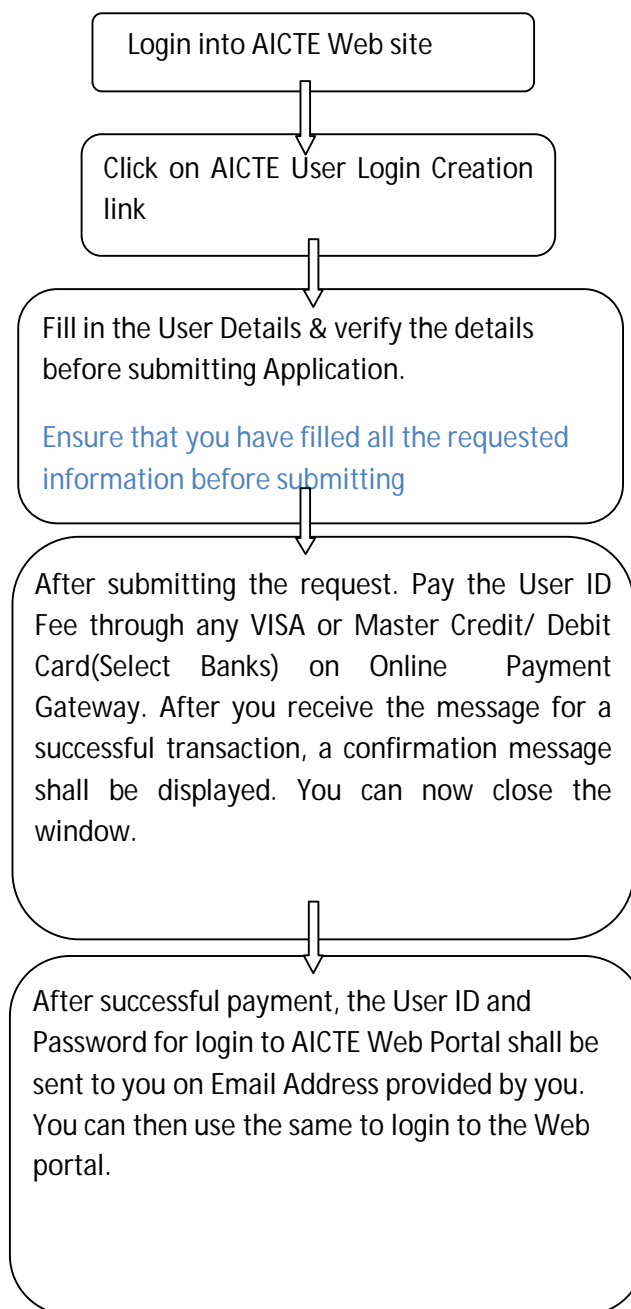 Login into AICTE Web site
Click on AICTE User Login Creation
link
Fill in the User Details & verify the details
before submitting Application.
Ensure that you have filled all the requested
information before submitting
After submitting the request. Pay the User ID
Fee through any VISA or Master Credit/ Debit
Card(Select Banks) on Online Payment
Gateway. After you receive the message for a
successful transaction, a confirmation message
shall be displayed. You can now close the
window.
After successful payment, the User ID and
Password for login to AICTE Web Portal shall be
sent to you on Email Address provided by you.
You can then use the same to login to the Web
portal.